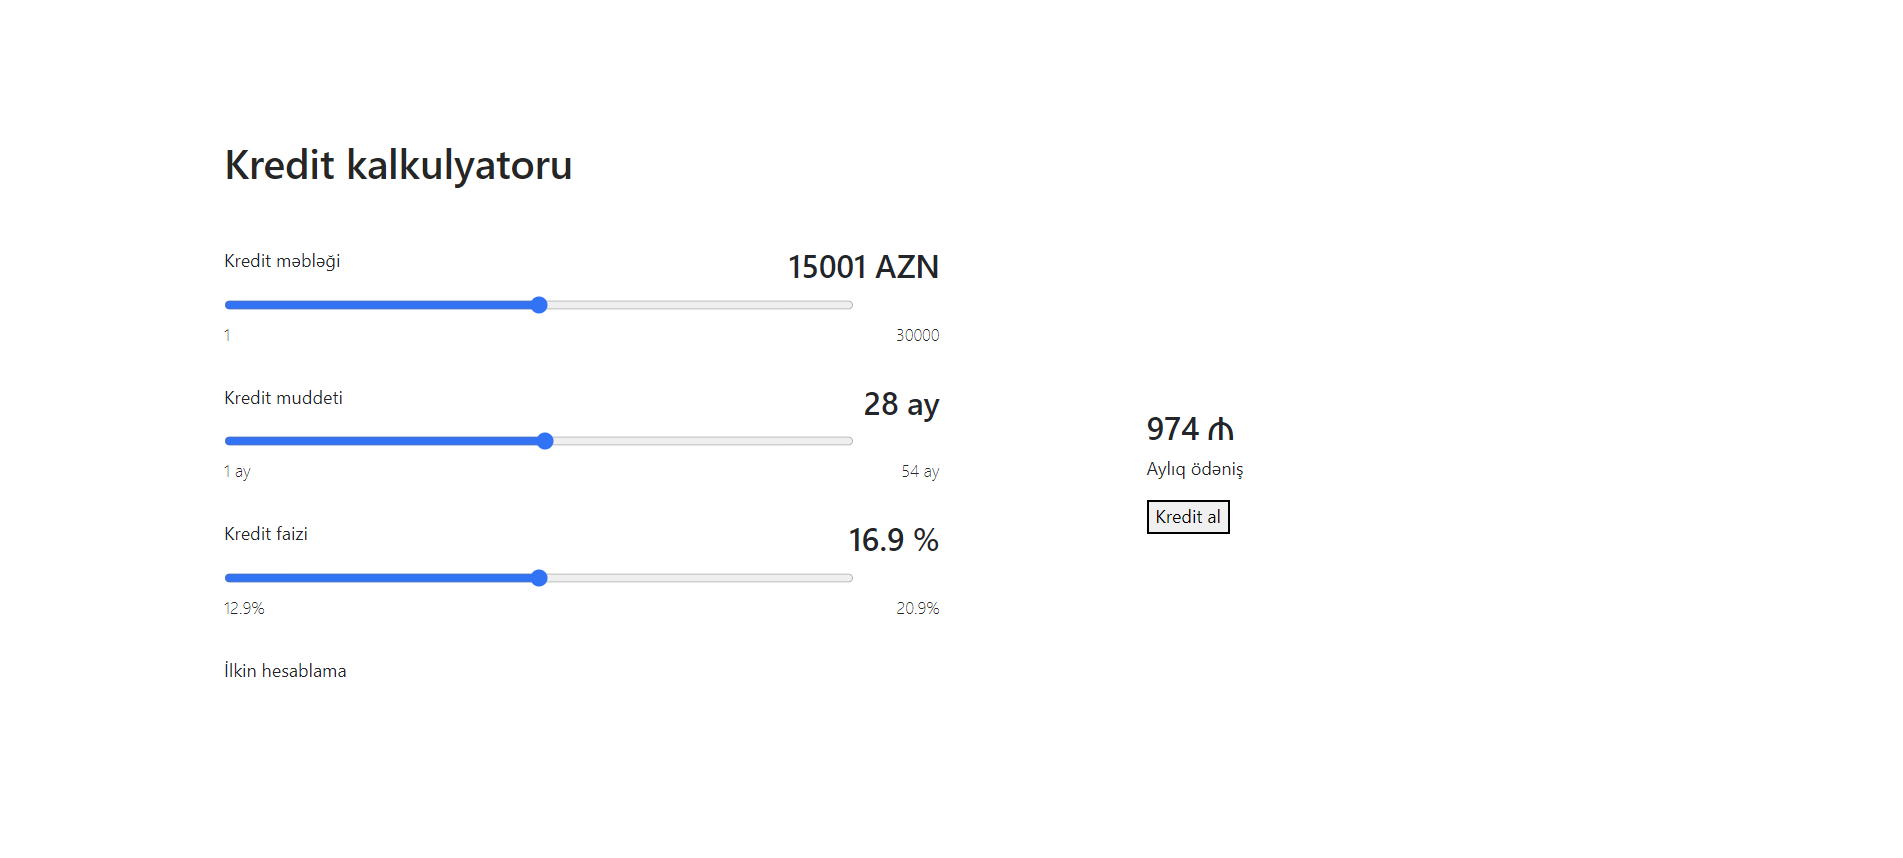 Kredit kalkulyatoru
Kredit məbləği
15001 AZN
1
30000
Kredit muddeti
28 ay
1 ay
54 ay
Kredit faizi
16.9 %
12.9%
20.9%
İlkin hesablama
974 ₼
Aylıq ödəniş
Kredit al